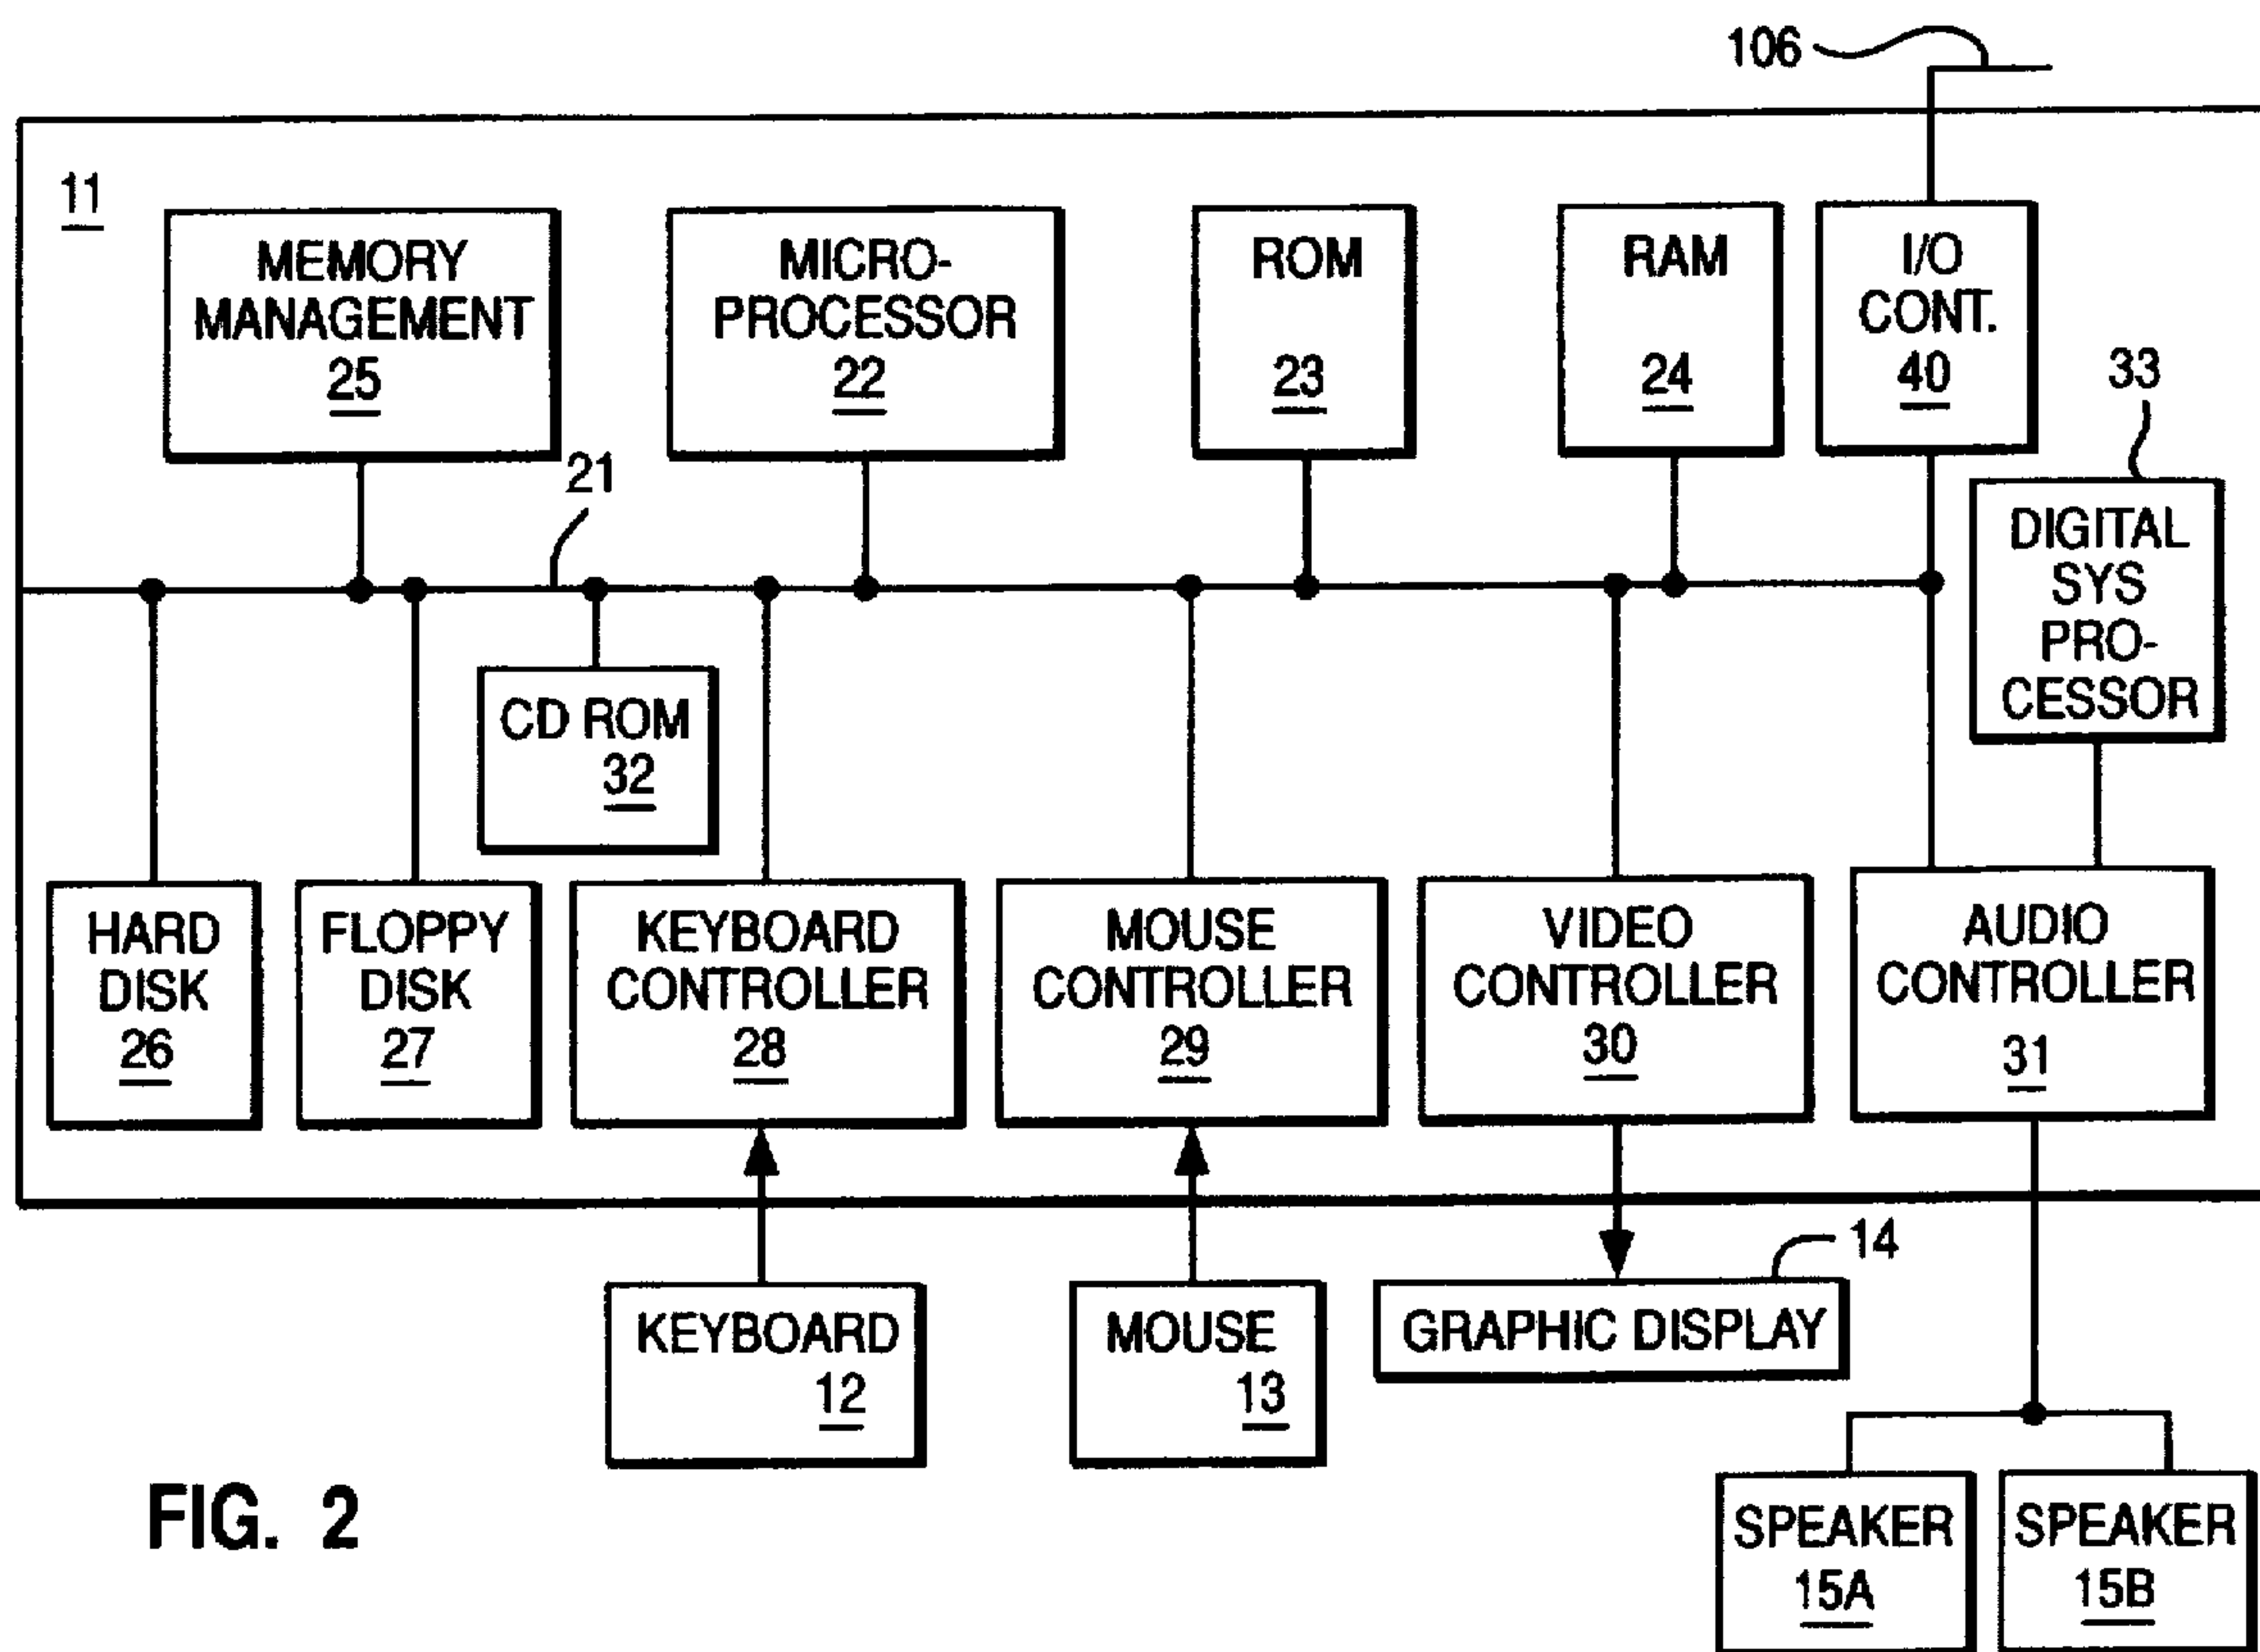 106
11
MEMORY
MANAGEMENT
25
MICRO-
PROCESSOR
22
ROM
23
RAM
24
I/O
CONT.
40
33
21
DIGITAL
SYS
PRO-
CESSOR
CD ROM
32
HARD
DISK
26
FLOPPY
DISK
27
KEYBOARD
CONTROLLER
28
MOUSE
CONTROLLER
29
VIDEO
CONTROLLER
30
AUDIO
CONTROLLER
31
KEYBOARD
12
MOUSE
13
14
GRAPHIC DISPLAY
SPEAKER
15A
SPEAKER
15B
FIG. 2